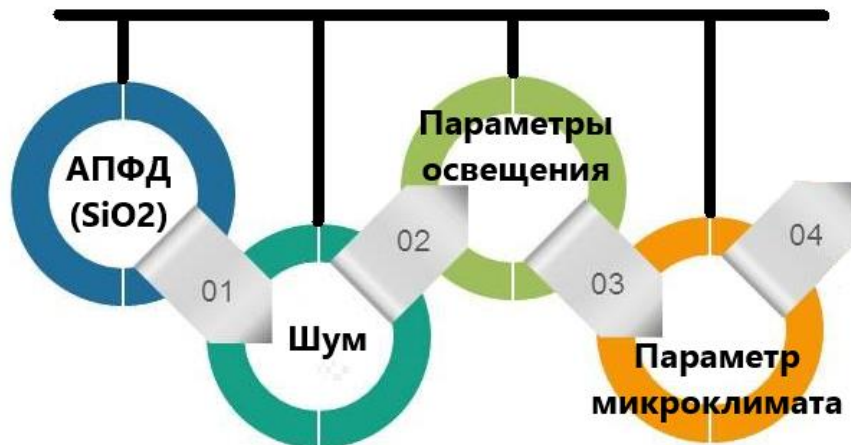 АПФД
(SiO2)
01
Шум
02
Параметры
освещения
03
Параметр
микроклимата
04